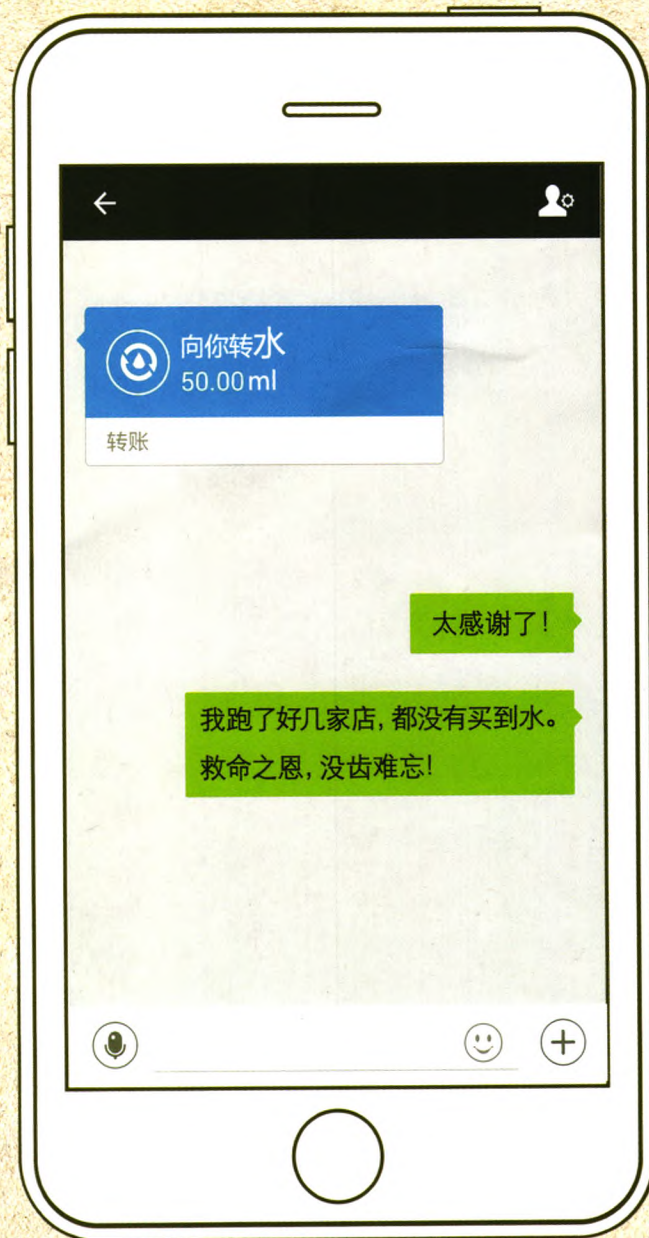 向你转水
50.00ml
转账
太感谢了！
我跑了好几家店，都没有买到水。
救命之恩，没齿难忘！